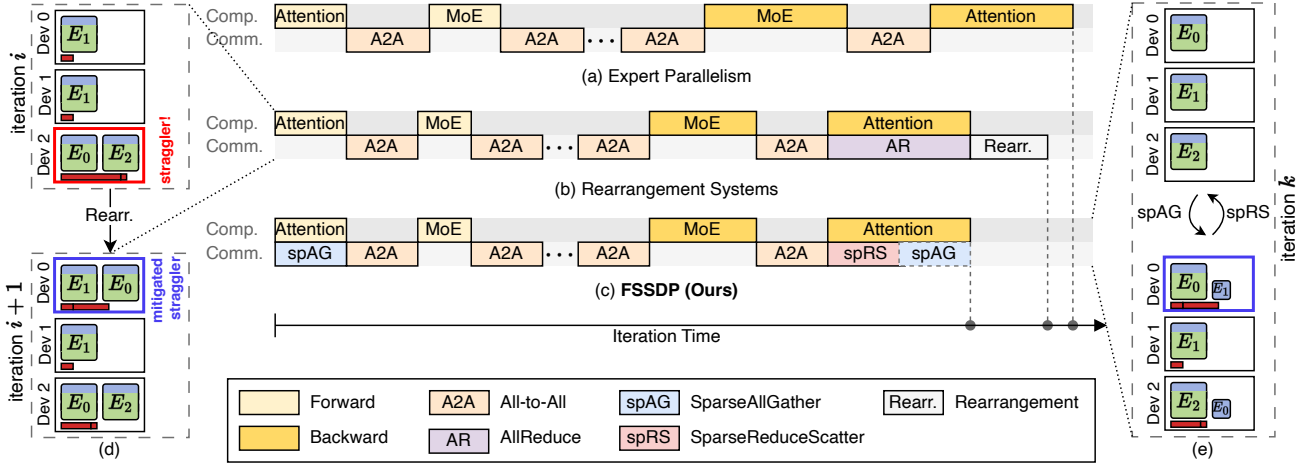 iteration i
Dev 0
E1
Dev 1
E1
Dev 2
E0 E2
straggler!
Rearr.
iteration i + 1
Dev 0
E1 E0
mitigated
straggler
Dev 1
E1
Dev 2
E0 E2
(d)
Comp. Attention MoE MoE Attention
Comm. A2A A2A ... A2A A2A
(a) Expert Parallelism
Comp. Attention MoE MoE Attention
Comm. A2A A2A ... A2A A2A AR Rearr.
(b) Rearrangement Systems
Comp. Attention MoE MoE Attention
Comm. spAG A2A A2A ... A2A A2A spRS spAG
(c) FSSDP (Ours)
Iteration Time
Forward A2A All-to-All spAG SparseAllGather Rearr. Rearrangement
Backward AR AllReduce spRS SparseReduceScatter
Dev 0
E0
Dev 1
E1
Dev 2
E2
spAG spRS
iteration k
Dev 0
E0 E1
Dev 1
E1
Dev 2
E2 E0
(e)